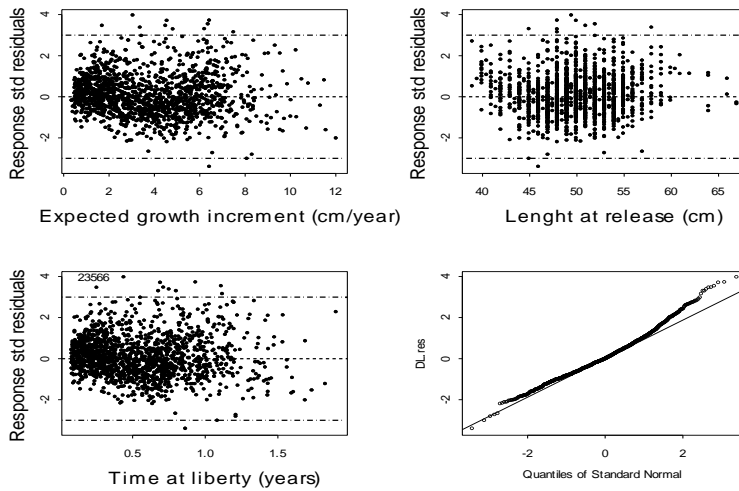 Response std residuals
4
2
0
-2
0 2 4 6 8 10 12
Expected growth increment (cm/year)
Response std residuals
4
2
0
-2
40 45 50 55 60 65
Lenght at release (cm)
Response std residuals
4
2
0
-2
23566
0.5 1.0 1.5
Time at liberty (years)
DL.res
4
2
0
-2
-2 0 2
Quantiles of Standard Normal